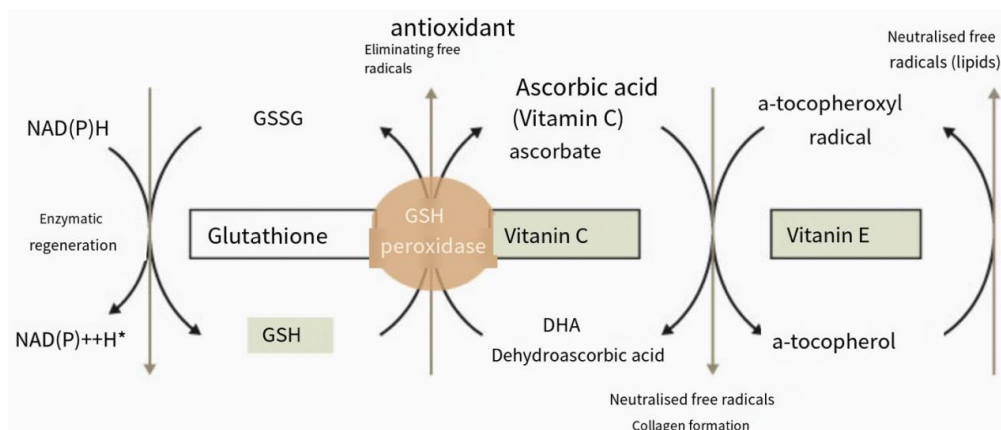 antioxidant
Eliminating free
radicals
Neutralised free
radicals (lipids)
NAD(P)H
GSSG
Ascorbic acid
(Vitamin C)
ascorbate
a-tocopheroxyl
radical
Enzymatic
regeneration
Glutathione
GSH
peroxidase
Vitanin C
Vitanin E
NAD(P)++H*
GSH
DHA
Dehydroascorbic acid
a-tocopherol
Neutralised free radicals
Collagen formation